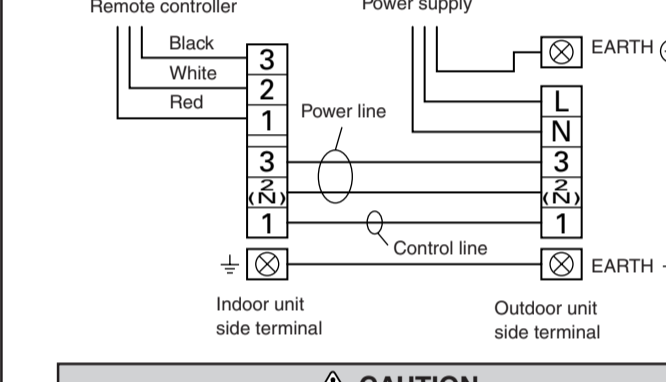 Remote controller
Power supply
Black
White
Red
3
2
1
3
2
(N)
1
Power line
Control line
EARTH
L
N
3
2
(N)
1
EARTH
Indoor unit
side terminal
Outdoor unit
side terminal
CAUTION